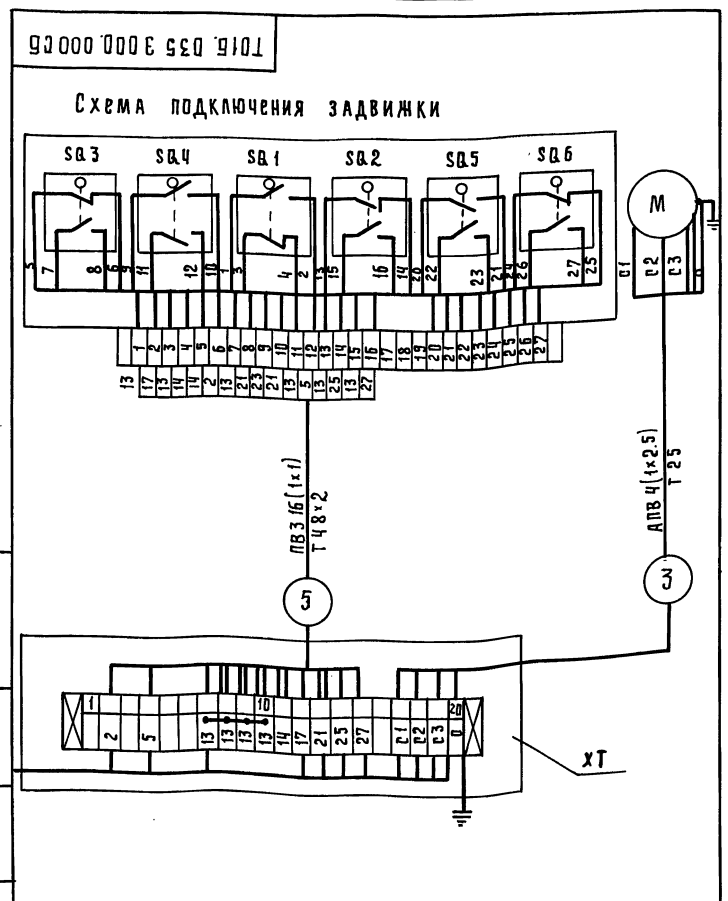 Т016. 035 Э 000. 000 СБ
Схема подключения задвижки
SQ3 SQ4 SQ1 SQ2 SQ5 SQ6
М
5 7 8 6 9 11 12 10 1 3 4 2 13 15 16 14 20 22 23 21 24 26 27 25
С1 С2 С3
1 2 3 4 5 6 7 8 9 10 11 12 13 14 15 16 17 18 19 20 21 22 23 24 25 26 27
13 17 13 14 14 2 13 21 23 21 13 5 13 25 13 27
ПВ3 16(1×1)
Т 48×2
АПВ 4(1×2.5)
Т 25
5
3
1 10 20
2 5 13 13 13 13 14 17 21 25 27 С1 С2 С3 0
ХТ